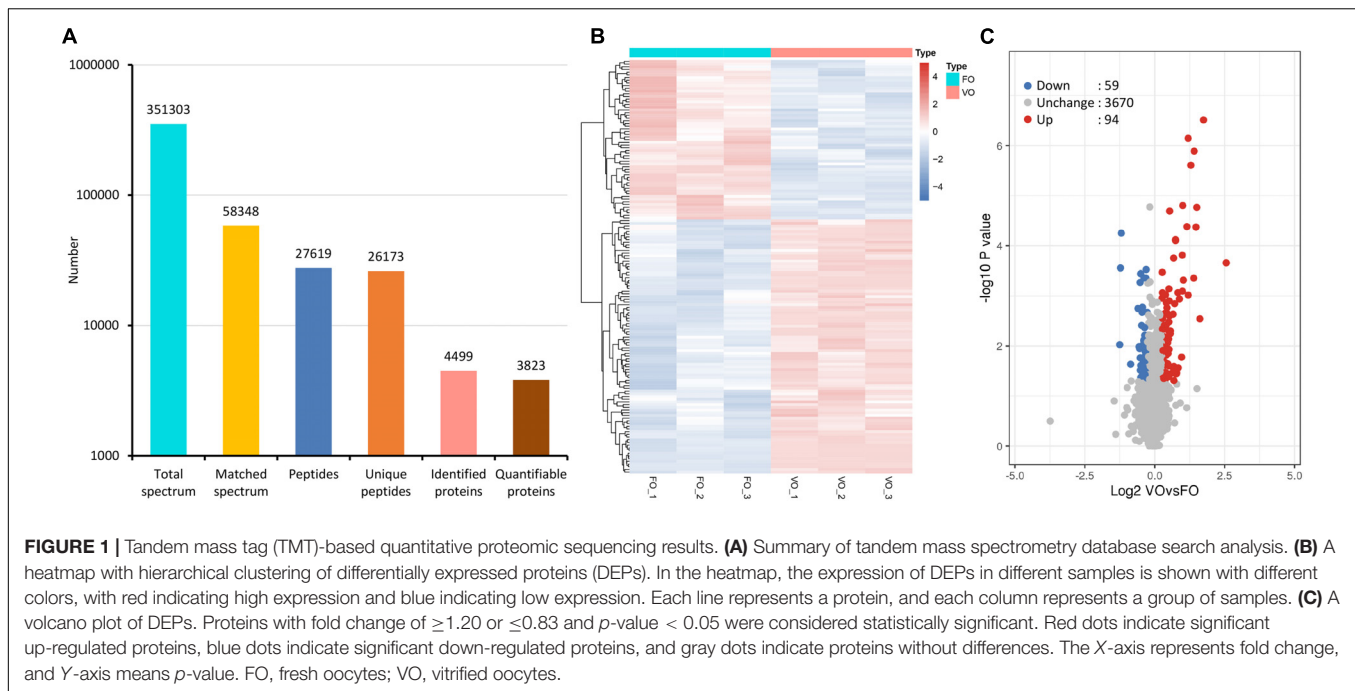 A
1000000
351303
100000
58348
27619
26173
10000
4499
3823
1000
Number
Total spectrum
Matched spectrum
Peptides
Unique peptides
Identified proteins
Quantifiable proteins
B
Type
Type
FO
VO
4
2
0
−2
−4
FO_1
FO_2
FO_3
VO_1
VO_2
VO_3
C
Down : 59
Unchange : 3670
Up : 94
6
4
2
0
-log10 P value
-5.0
-2.5
0.0
2.5
5.0
Log2 VOvsFO
FIGURE 1 | Tandem mass tag (TMT)-based quantitative proteomic sequencing results. (A) Summary of tandem mass spectrometry database search analysis. (B) A
heatmap with hierarchical clustering of differentially expressed proteins (DEPs). In the heatmap, the expression of DEPs in different samples is shown with different
colors, with red indicating high expression and blue indicating low expression. Each line represents a protein, and each column represents a group of samples. (C) A
volcano plot of DEPs. Proteins with fold change of ≥1.20 or ≤0.83 and p-value < 0.05 were considered statistically significant. Red dots indicate significant
up-regulated proteins, blue dots indicate significant down-regulated proteins, and gray dots indicate proteins without differences. The X-axis represents fold change,
and Y-axis means p-value. FO, fresh oocytes; VO, vitrified oocytes.